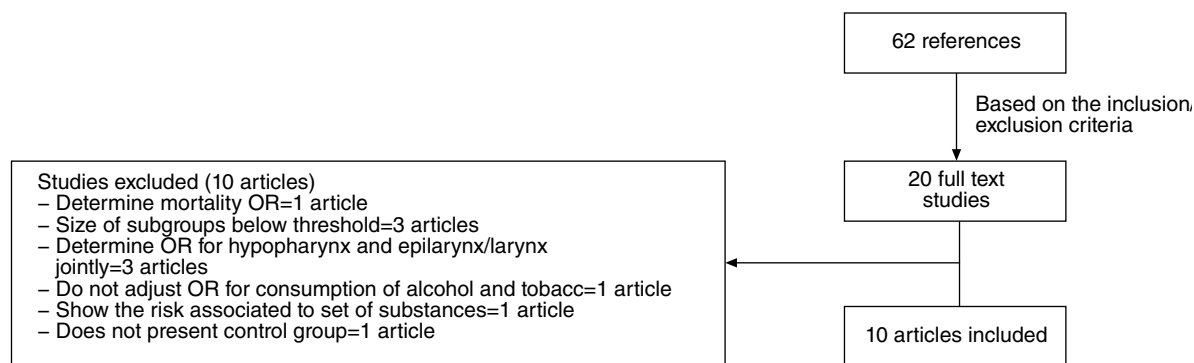 62 references
Based on the inclusion/
exclusion criteria
20 full text
studies
Studies excluded (10 articles)
– Determine mortality OR=1 article
– Size of subgroups below threshold=3 articles
– Determine OR for hypopharynx and epilarynx/larynx
jointly=3 articles
– Do not adjust OR for consumption of alcohol and tobacc=1 article
– Show the risk associated to set of substances=1 article
– Does not present control group=1 article
10 articles included